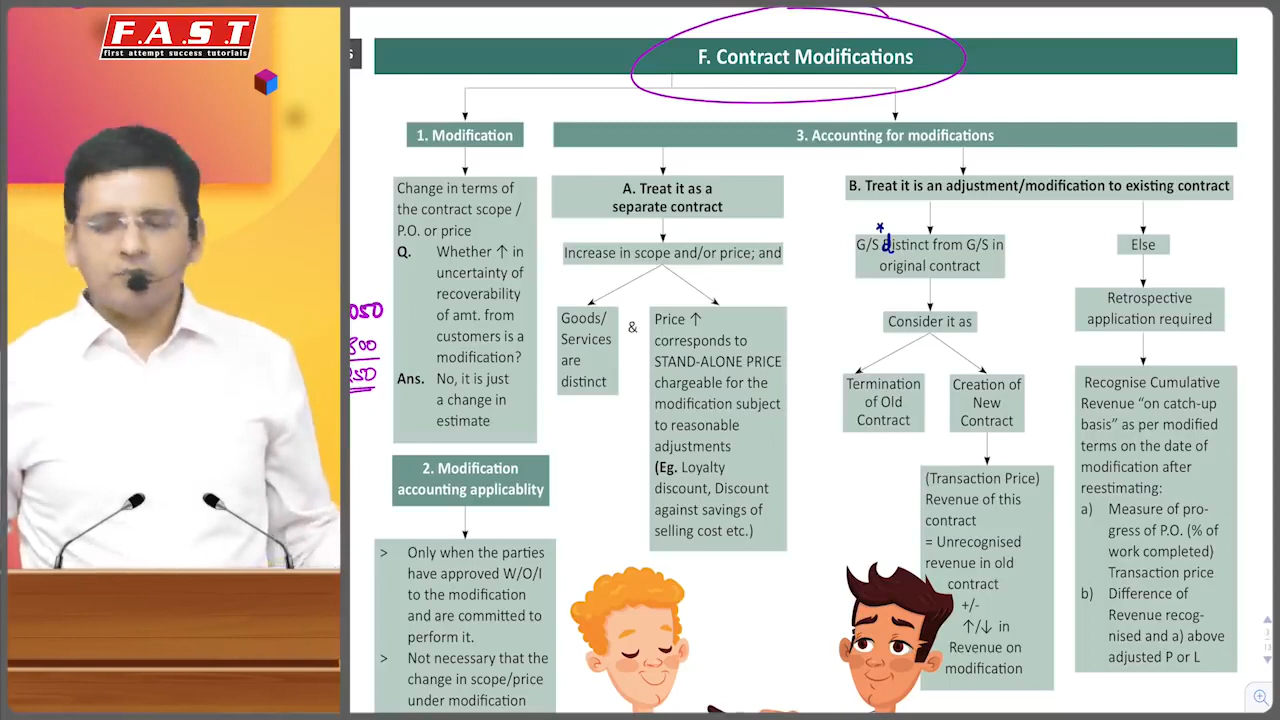 F.A.S.T
first attempt success tutorials
s
F. Contract Modifications
1. Modification
Change in terms of
the contract scope /
P.O. or price
Q. Whether ↑ in
uncertainty of
recoverability
of amt. from
customers is a
modification?
Ans. No, it is just
a change in
estimate
2. Modification
accounting applicablity
> Only when the parties
have approved W/O/I
to the modification
and are committed to
perform it.
> Not necessary that the
change in scope/price
under modification
3. Accounting for modifications
A. Treat it as a
separate contract
Increase in scope and/or price; and
Goods/
Services
are
distinct
&
Price ↑
corresponds to
STAND-ALONE PRICE
chargeable for the
modification subject
to reasonable
adjustments
(Eg. Loyalty
discount, Discount
against savings of
selling cost etc.)
B. Treat it is an adjustment/modification to existing contract
*
G/S distinct from G/S in
original contract
Consider it as
Termination
of Old
Contract
Creation of
New
Contract
(Transaction Price)
Revenue of this
contract
= Unrecognised
revenue in old
contract
+/-
↑/↓ in
Revenue on
modification
Else
Retrospective
application required
Recognise Cumulative
Revenue “on catch-up
basis” as per modified
terms on the date of
modification after
reestimating:
a) Measure of pro-
gress of P.O. (% of
work completed)
Transaction price
b) Difference of
Revenue recog-
nised and a) above
adjusted P or L